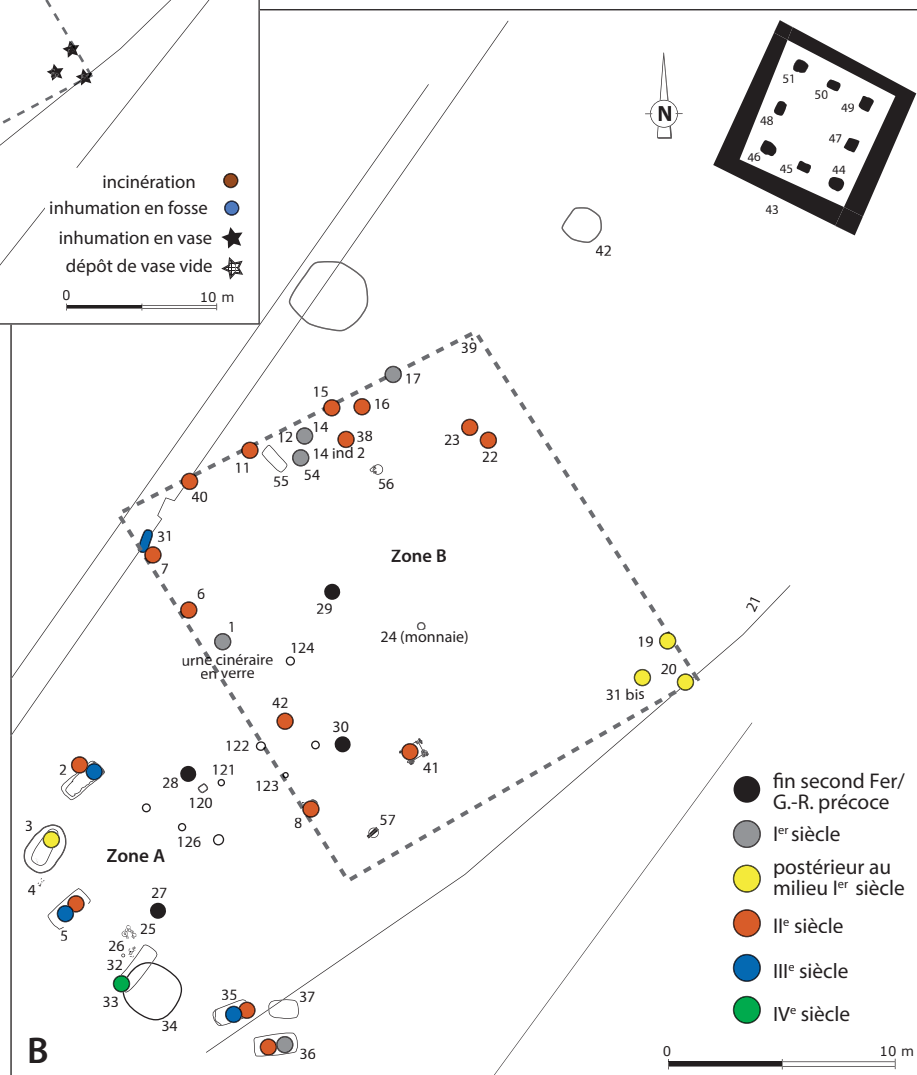 incinération
inhumation en fosse
inhumation en vase
dépôt de vase vide
0 10 m
N
51
50
49
48
47
46
45
44
43
42
39
17
15
16
14
12
38
14 ind 2
11
54
55
56
23
22
40
31
7
Zone B
6
29
1
24 (monnaie)
21
urne cinéraire
en verre
124
19
20
31 bis
42
122
30
41
2
28
121
120
123
8
57
126
3
Zone A
4
27
5
25
26
32
33
34
35
37
36
fin second Fer/
G.-R. précoce
Ier siècle
postérieur au
milieu Ier siècle
IIe siècle
IIIe siècle
IVe siècle
B
0 10 m